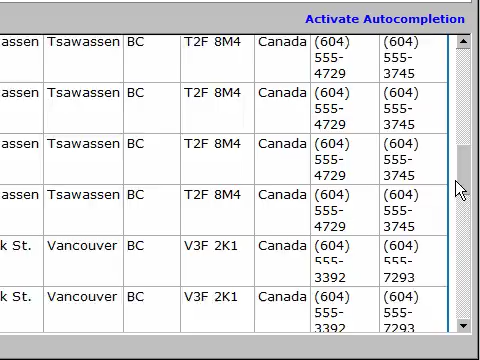 Activate Autocompletion
assen Tsawassen BC T2F 8M4 Canada (604) (604)
555- 555-
4729 3745
assen Tsawassen BC T2F 8M4 Canada (604) (604)
555- 555-
4729 3745
assen Tsawassen BC T2F 8M4 Canada (604) (604)
555- 555-
4729 3745
assen Tsawassen BC T2F 8M4 Canada (604) (604)
555- 555-
4729 3745
k St. Vancouver BC V3F 2K1 Canada (604) (604)
555- 555-
3392 7293
k St. Vancouver BC V3F 2K1 Canada (604) (604)
555- 555-
3392 7293